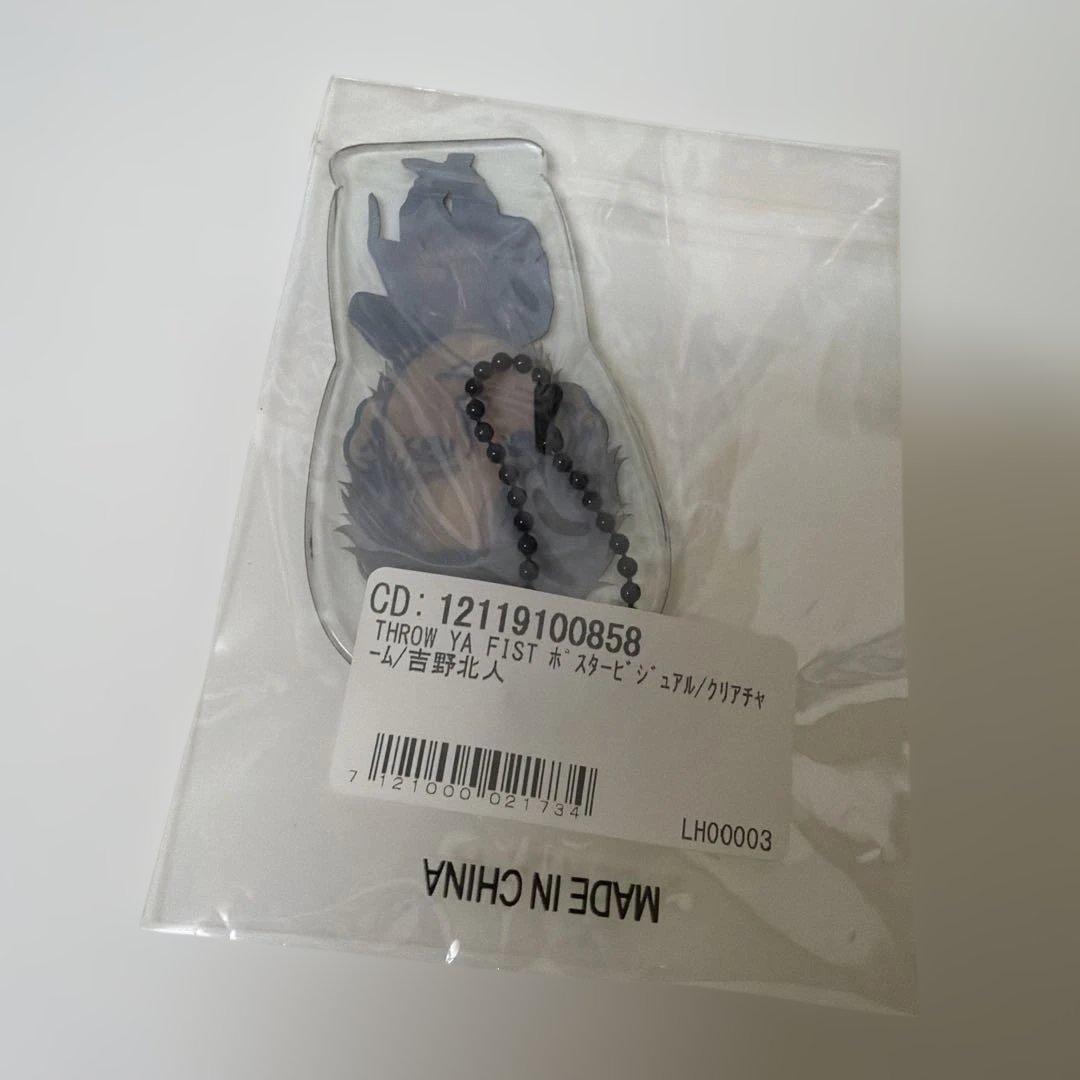 CD: 12119100858
THROW YA FIST ﾎﾟｽﾀｰﾋﾞｼﾞｭｱﾙ/ｸﾘｱﾁｬ
ｰﾑ/吉野北人
7 121000 021734
LH00003
MADE IN CHINA